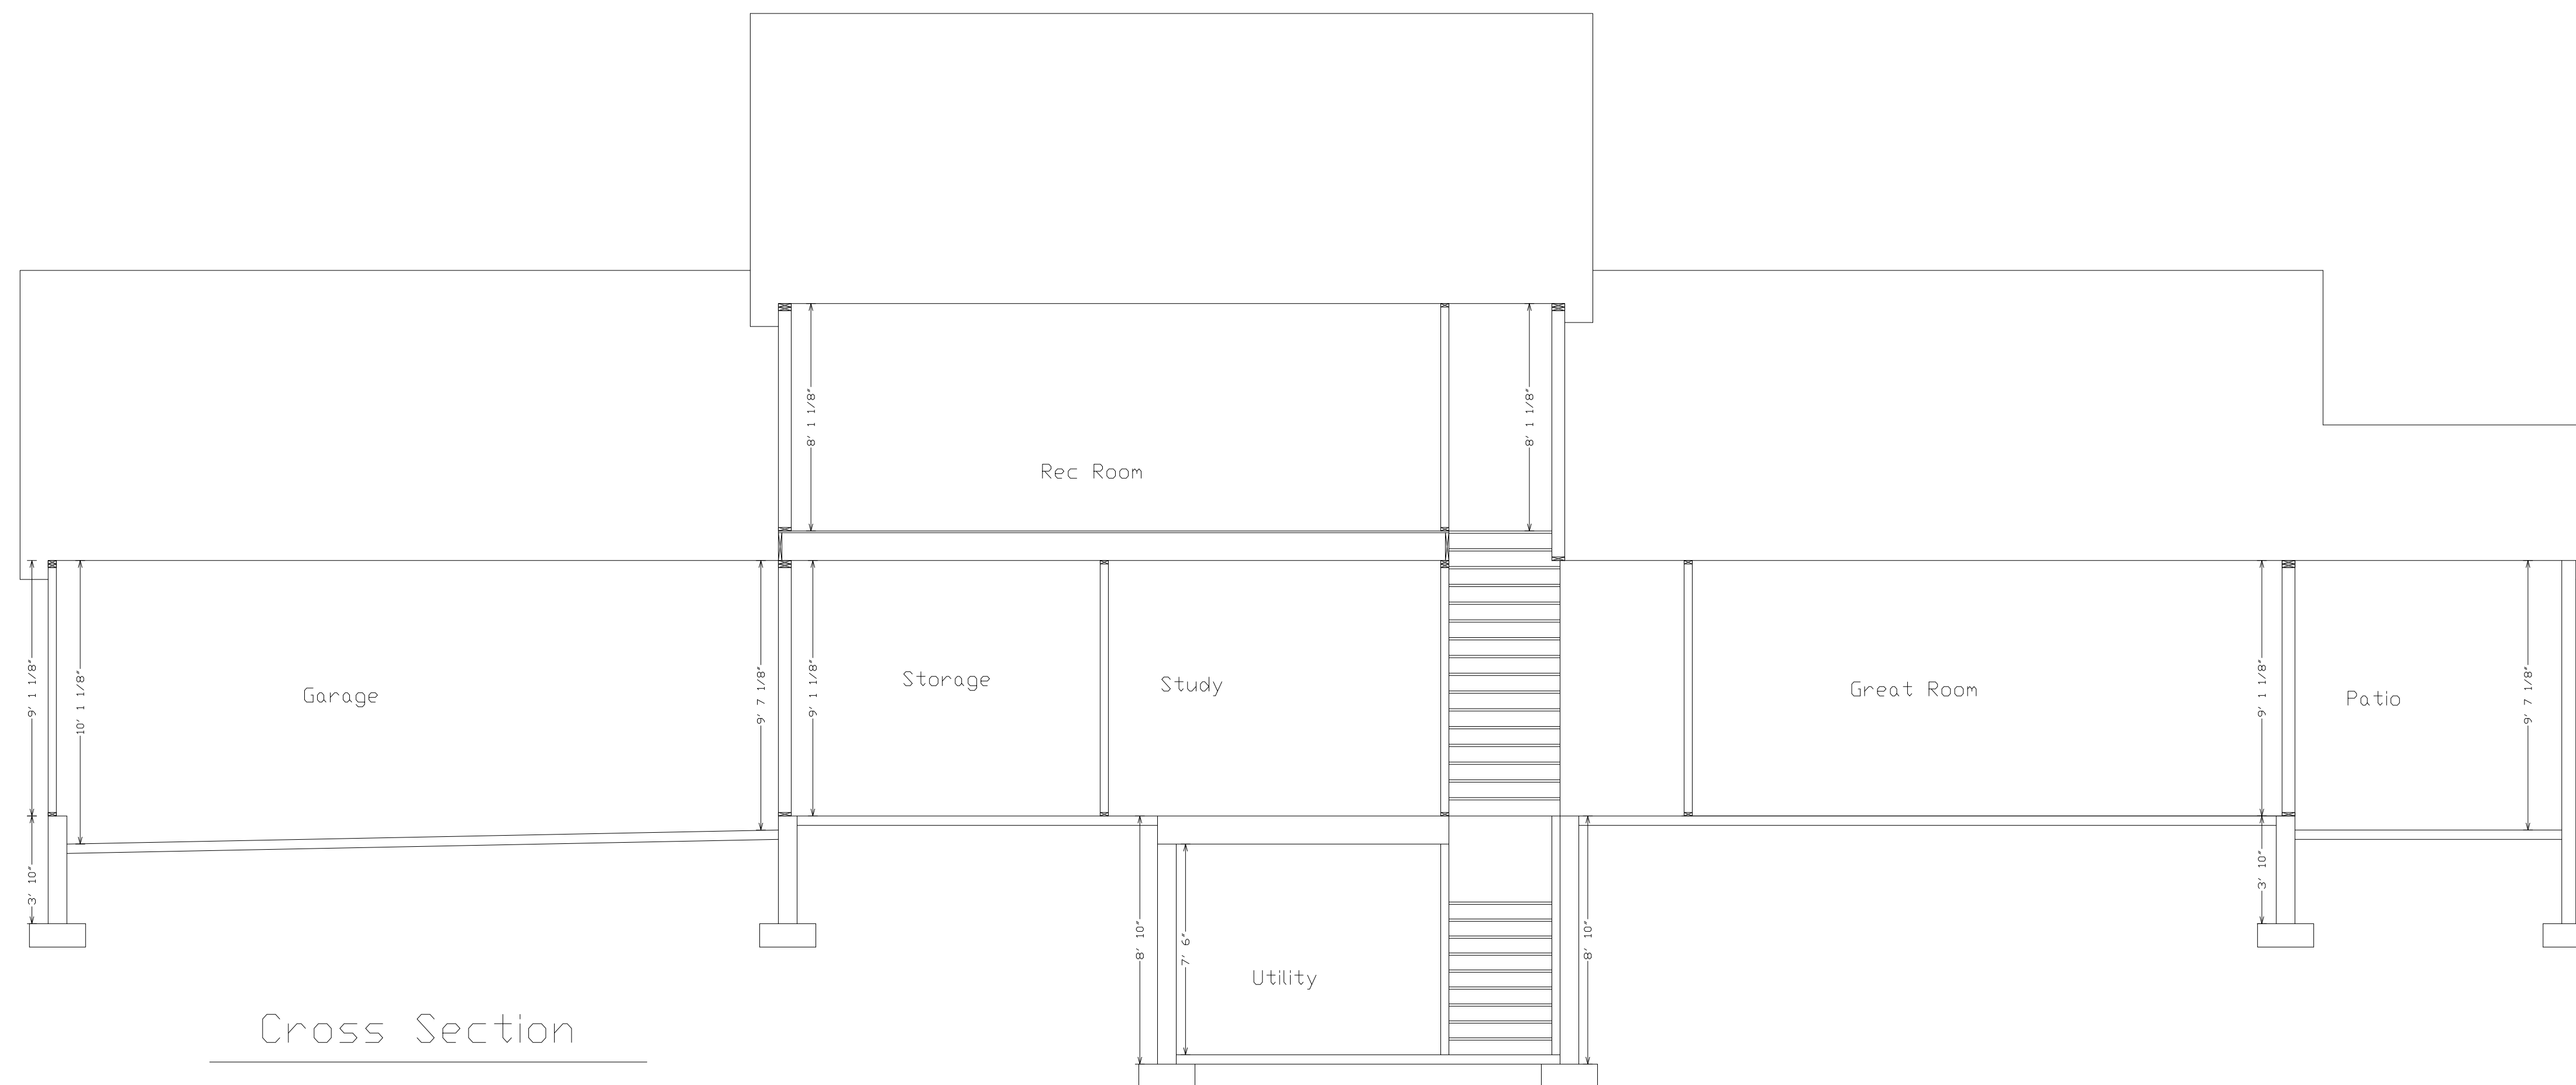 8' 1 1/8"
8' 1 1/8"
Rec Room
9' 1 1/8"
10' 1 1/8"
Garage
9' 7 1/8"
9' 1 1/8"
Storage
Study
Great Room
9' 1 1/8"
Patio
9' 7 1/8"
3' 10"
3' 10"
8' 10"
7' 6"
8' 10"
Utility
Cross Section